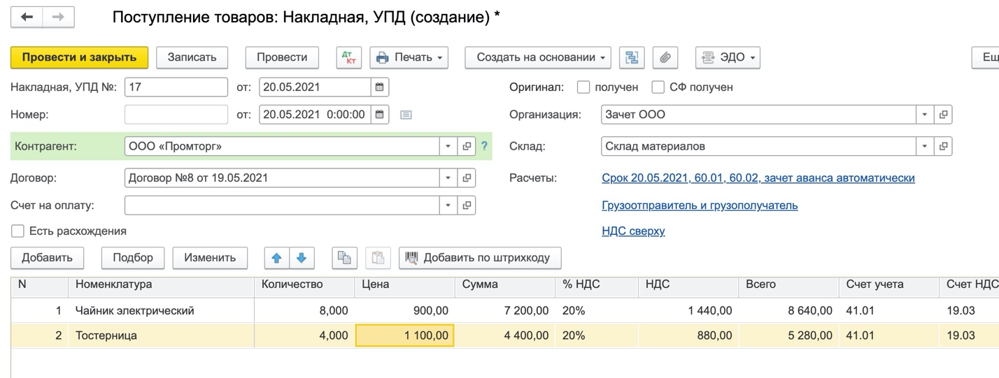 Поступление товаров: Накладная, УПД (создание) *
Провести и закрыть Записать Провести Дт Кт Печать Создать на основании ЭДО Ещ
Накладная, УПД №: 17 от: 20.05.2021 Оригинал: получен СФ получен
Номер: от: 20.05.2021 0:00:00 Организация: Зачет ООО
Контрагент: ООО «Промторг» ? Склад: Склад материалов
Договор: Договор №8 от 19.05.2021 Расчеты: Срок 20.05.2021, 60.01, 60.02, зачет аванса автоматически
Счет на оплату: Грузоотправитель и грузополучатель
Есть расхождения НДС сверху
Добавить Подбор Изменить Добавить по штрихкоду
N Номенклатура Количество Цена Сумма % НДС НДС Всего Счет учета Счет НДС
1 Чайник электрический 8,000 900,00 7 200,00 20% 1 440,00 8 640,00 41.01 19.03
2 Тостерница 4,000 1 100,00 4 400,00 20% 880,00 5 280,00 41.01 19.03